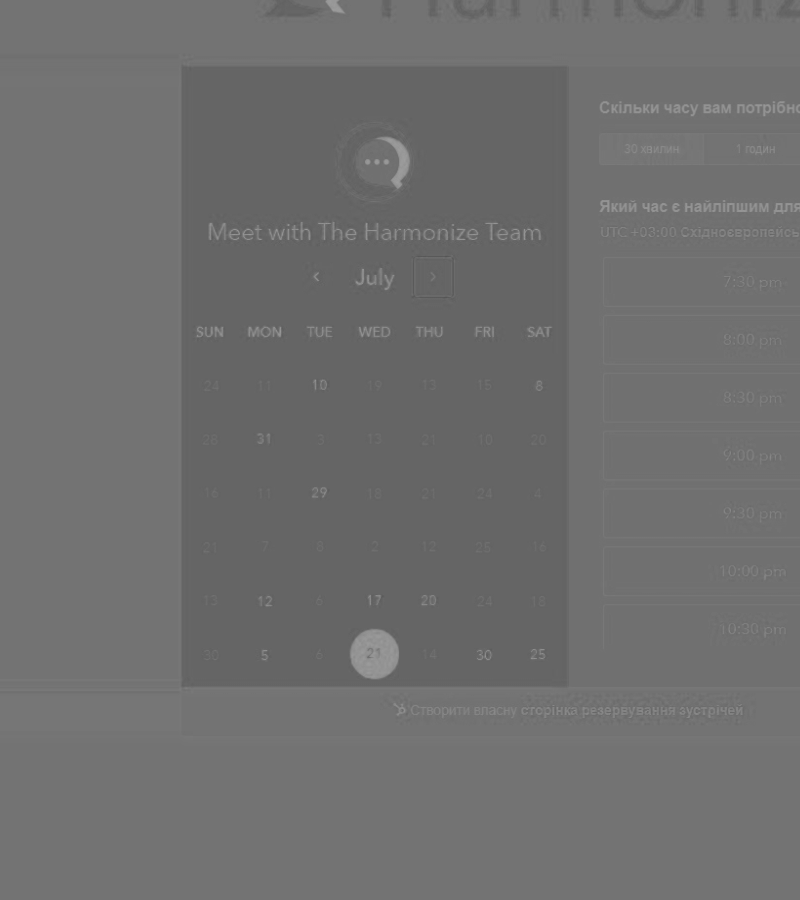 Harmoniz
Скільки часу вам потрібно
30 хвилин
1 годин
Meet with The Harmonize Team
Який час є найліпшим для
UTC +03:00 Східноєвропейсь
July
7:30 pm
SUN MON TUE WED THU FRI SAT
8:00 pm
24 11 10 19 13 15 8
8:30 pm
26 31 3 13 21 10 20
9:00 pm
16 11 29 18 21 24 4
9:30 pm
21 7 8 2 12 25 16
10:00 pm
13 12 6 17 20 24 18
10:30 pm
30 5 6 21 14 30 25
Створити власну сторінка резервування зустрічей